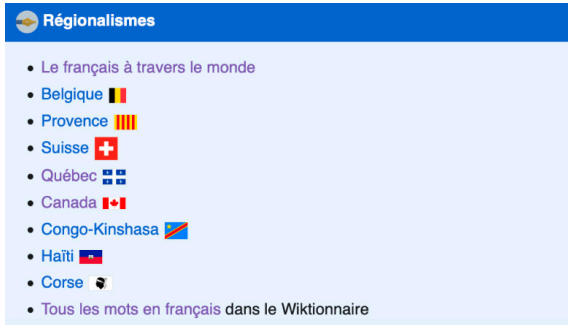 Régionalismes
Le français à travers le monde
Belgique
Provence
Suisse
Québec
Canada
Congo-Kinshasa
Haïti
Corse
Tous les mots en français dans le Wiktionnaire